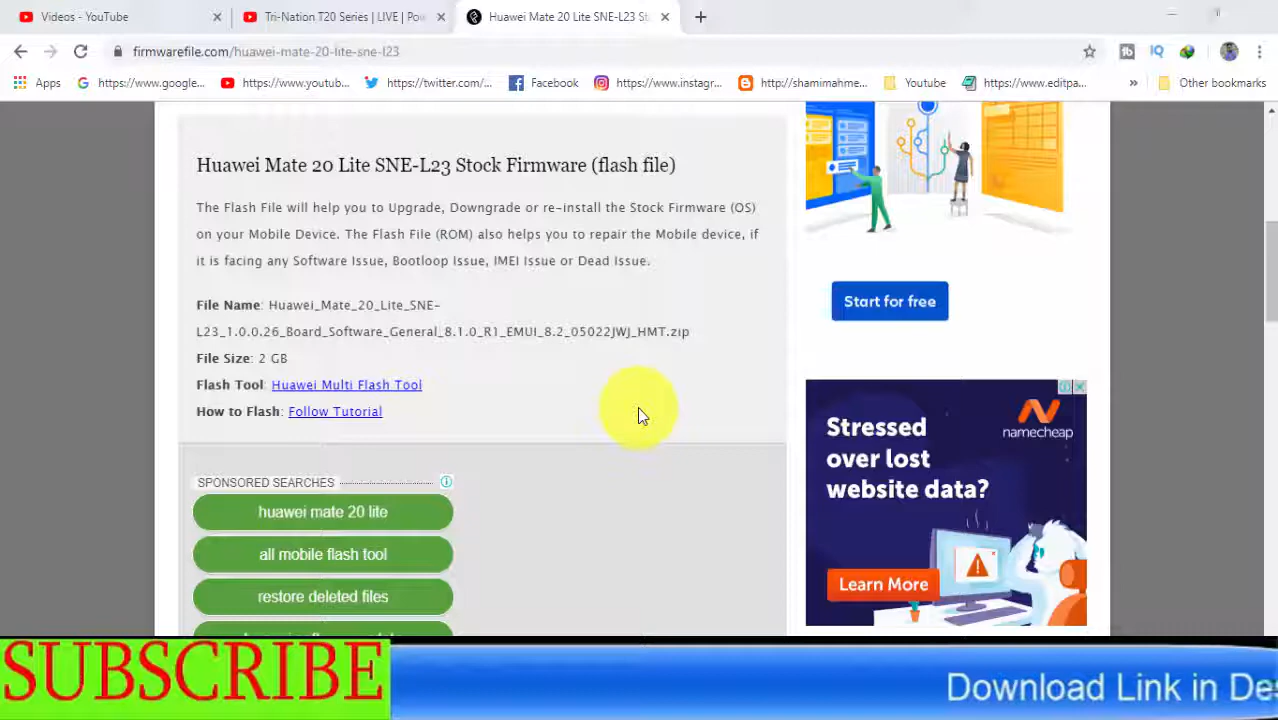 Videos - YouTube
Tri-Nation T20 Series | LIVE | Pow
Huawei Mate 20 Lite SNE-L23 St
firmwarefile.com/huawei-mate-20-lite-sne-l23
Apps
https://www.google...
https://www.youtub...
https://twitter.com/...
Facebook
https://www.instagr...
http://shamimahme...
Youtube
https://www.editpa...
»
Other bookmarks
Huawei Mate 20 Lite SNE-L23 Stock Firmware (flash file)
The Flash File will help you to Upgrade, Downgrade or re-install the Stock Firmware (OS)
on your Mobile Device. The Flash File (ROM) also helps you to repair the Mobile device, if
it is facing any Software Issue, Bootloop Issue, IMEI Issue or Dead Issue.
File Name: Huawei_Mate_20_Lite_SNE-
L23_1.0.0.26_Board_Software_General_8.1.0_R1_EMUI_8.2_05022JWJ_HMT.zip
File Size: 2 GB
Flash Tool: Huawei Multi Flash Tool
How to Flash: Follow Tutorial
SPONSORED SEARCHES
huawei mate 20 lite
all mobile flash tool
restore deleted files
Start for free
Stressed
over lost
website data?
namecheap
Learn More
SUBSCRIBE
Download Link in De